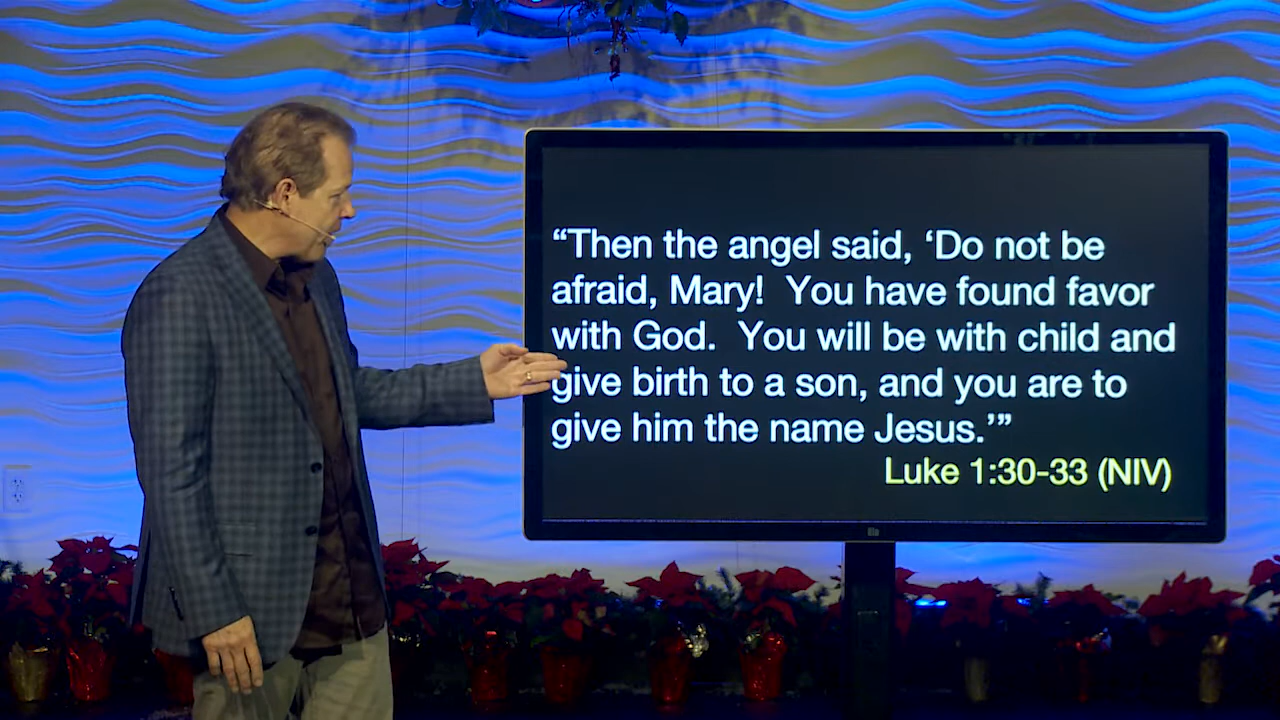 “Then the angel said, ‘Do not be
afraid, Mary!  You have found favor
with God.  You will be with child and
give birth to a son, and you are to
give him the name Jesus.’”
Luke 1:30-33 (NIV)